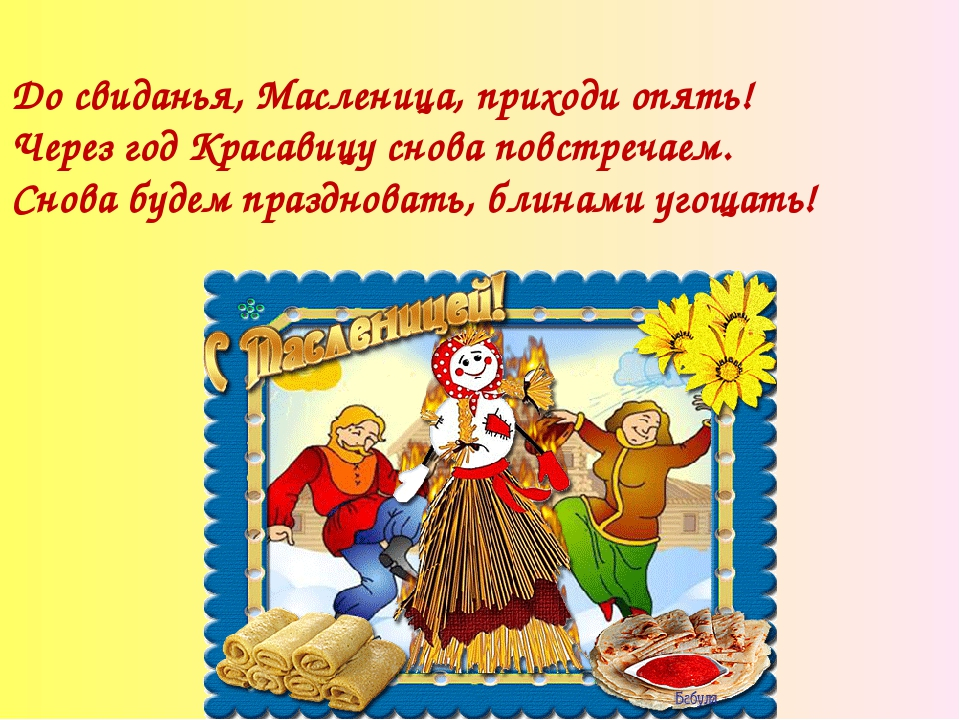 До свиданья, Масленица, приходи опять!
Через год Красавицу снова повстречаем.
Снова будем праздновать, блинами угощать!
С Масленицей!
Бабуля